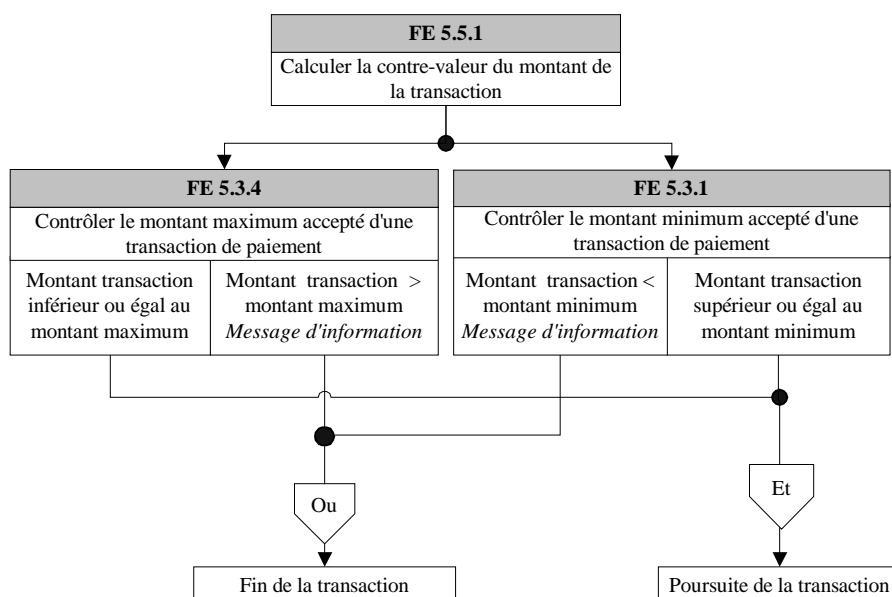 FE 5.5.1
Calculer la contre-valeur du montant de
la transaction
FE 5.3.4
Contrôler le montant maximum accepté d'une
transaction de paiement
Montant transaction
inférieur ou égal au
montant maximum
Montant transaction >
montant maximum
Message d'information
FE 5.3.1
Contrôler le montant minimum accepté d'une
transaction de paiement
Montant transaction <
montant minimum
Message d'information
Montant transaction
supérieur ou égal au
montant minimum
Ou
Et
Fin de la transaction
Poursuite de la transaction